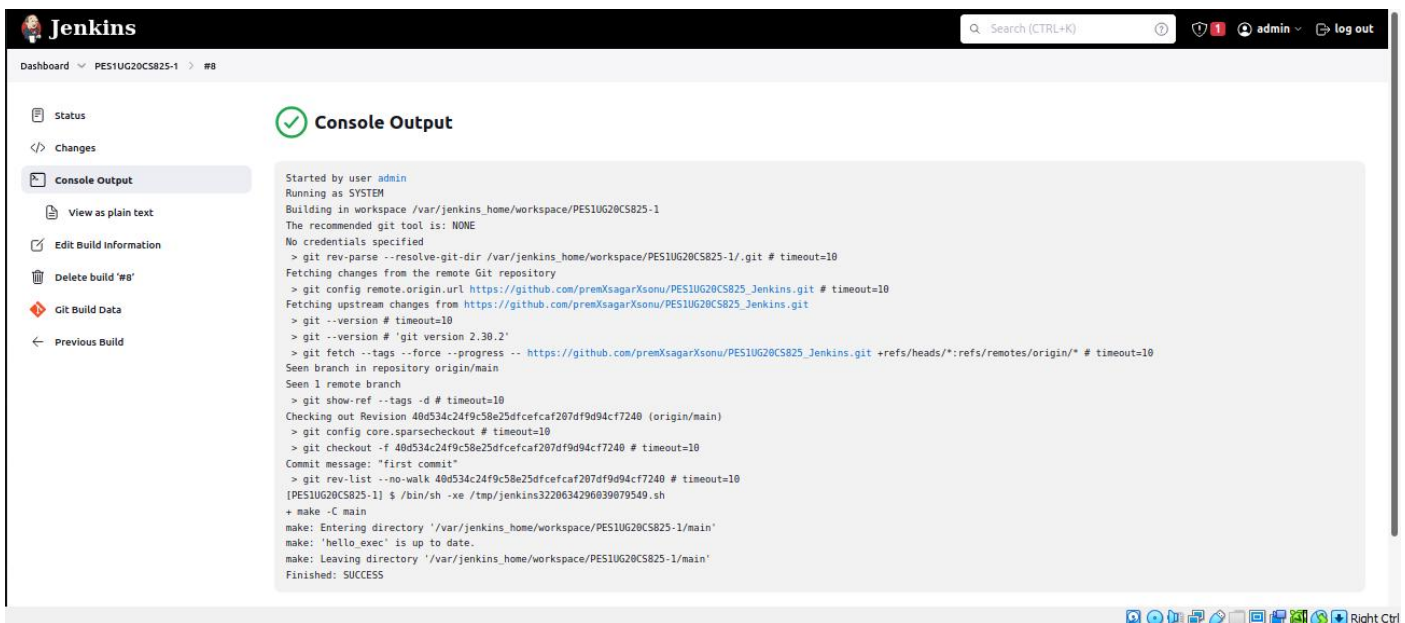 Jenkins
Search (CTRL+K)
1
admin
log out
Dashboard
PES1UG20CS825-1
#8
Status
Changes
Console Output
View as plain text
Edit Build Information
Delete build '#8'
Git Build Data
Previous Build
Console Output
Started by user admin
Running as SYSTEM
Building in workspace /var/jenkins_home/workspace/PES1UG20CS825-1
The recommended git tool is: NONE
No credentials specified
> git rev-parse --resolve-git-dir /var/jenkins_home/workspace/PES1UG20CS825-1/.git # timeout=10
Fetching changes from the remote Git repository
> git config remote.origin.url https://github.com/premXsagarXsonu/PES1UG20CS825_Jenkins.git # timeout=10
Fetching upstream changes from https://github.com/premXsagarXsonu/PES1UG20CS825_Jenkins.git
> git --version # timeout=10
> git --version # 'git version 2.30.2'
> git fetch --tags --force --progress -- https://github.com/premXsagarXsonu/PES1UG20CS825_Jenkins.git +refs/heads/*:refs/remotes/origin/* # timeout=10
Seen branch in repository origin/main
Seen 1 remote branch
> git show-ref --tags -d # timeout=10
Checking out Revision 40d534c24f9c58e25dfcefcaf207df9d94cf7240 (origin/main)
> git config core.sparsecheckout # timeout=10
> git checkout -f 40d534c24f9c58e25dfcefcaf207df9d94cf7240 # timeout=10
Commit message: "first commit"
> git rev-list --no-walk 40d534c24f9c58e25dfcefcaf207df9d94cf7240 # timeout=10
[PES1UG20CS825-1] $ /bin/sh -xe /tmp/jenkins3220634296039079549.sh
+ make -C main
make: Entering directory '/var/jenkins_home/workspace/PES1UG20CS825-1/main'
make: 'hello_exec' is up to date.
make: Leaving directory '/var/jenkins_home/workspace/PES1UG20CS825-1/main'
Finished: SUCCESS
Right Ctrl